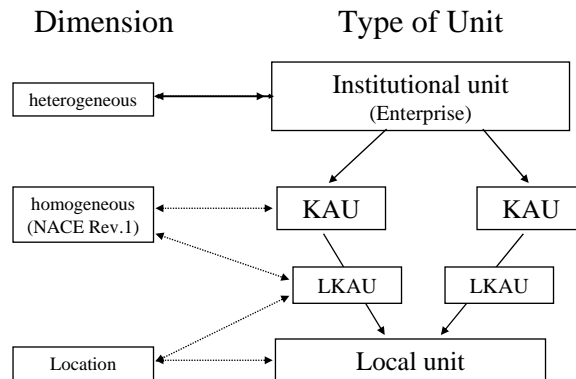 Dimension Type of Unit
heterogeneous
Institutional unit
(Enterprise)
homogeneous
(NACE Rev.1)
KAU KAU
LKAU LKAU
Location
Local unit